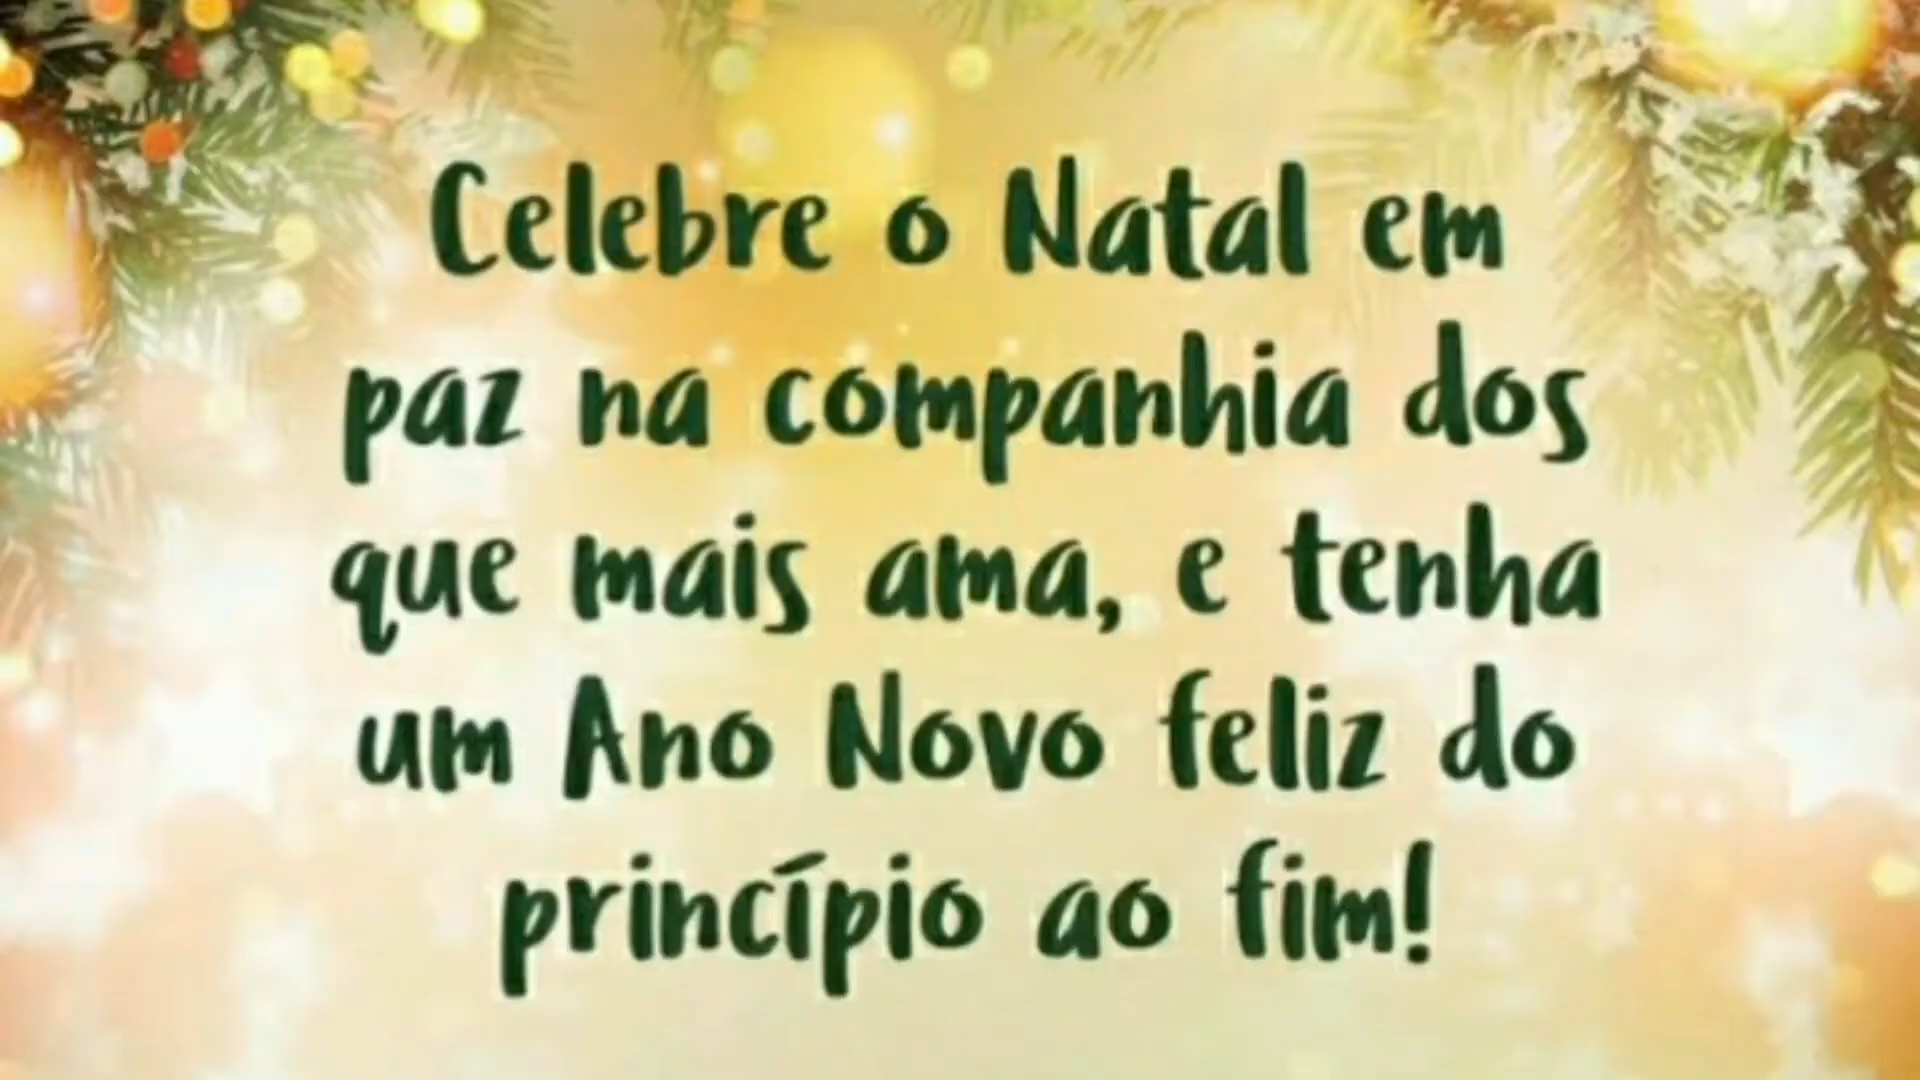 Celebre o Natal em
paz na companhia dos
que mais ama, e tenha
um Ano Novo feliz do
princípio ao fim!